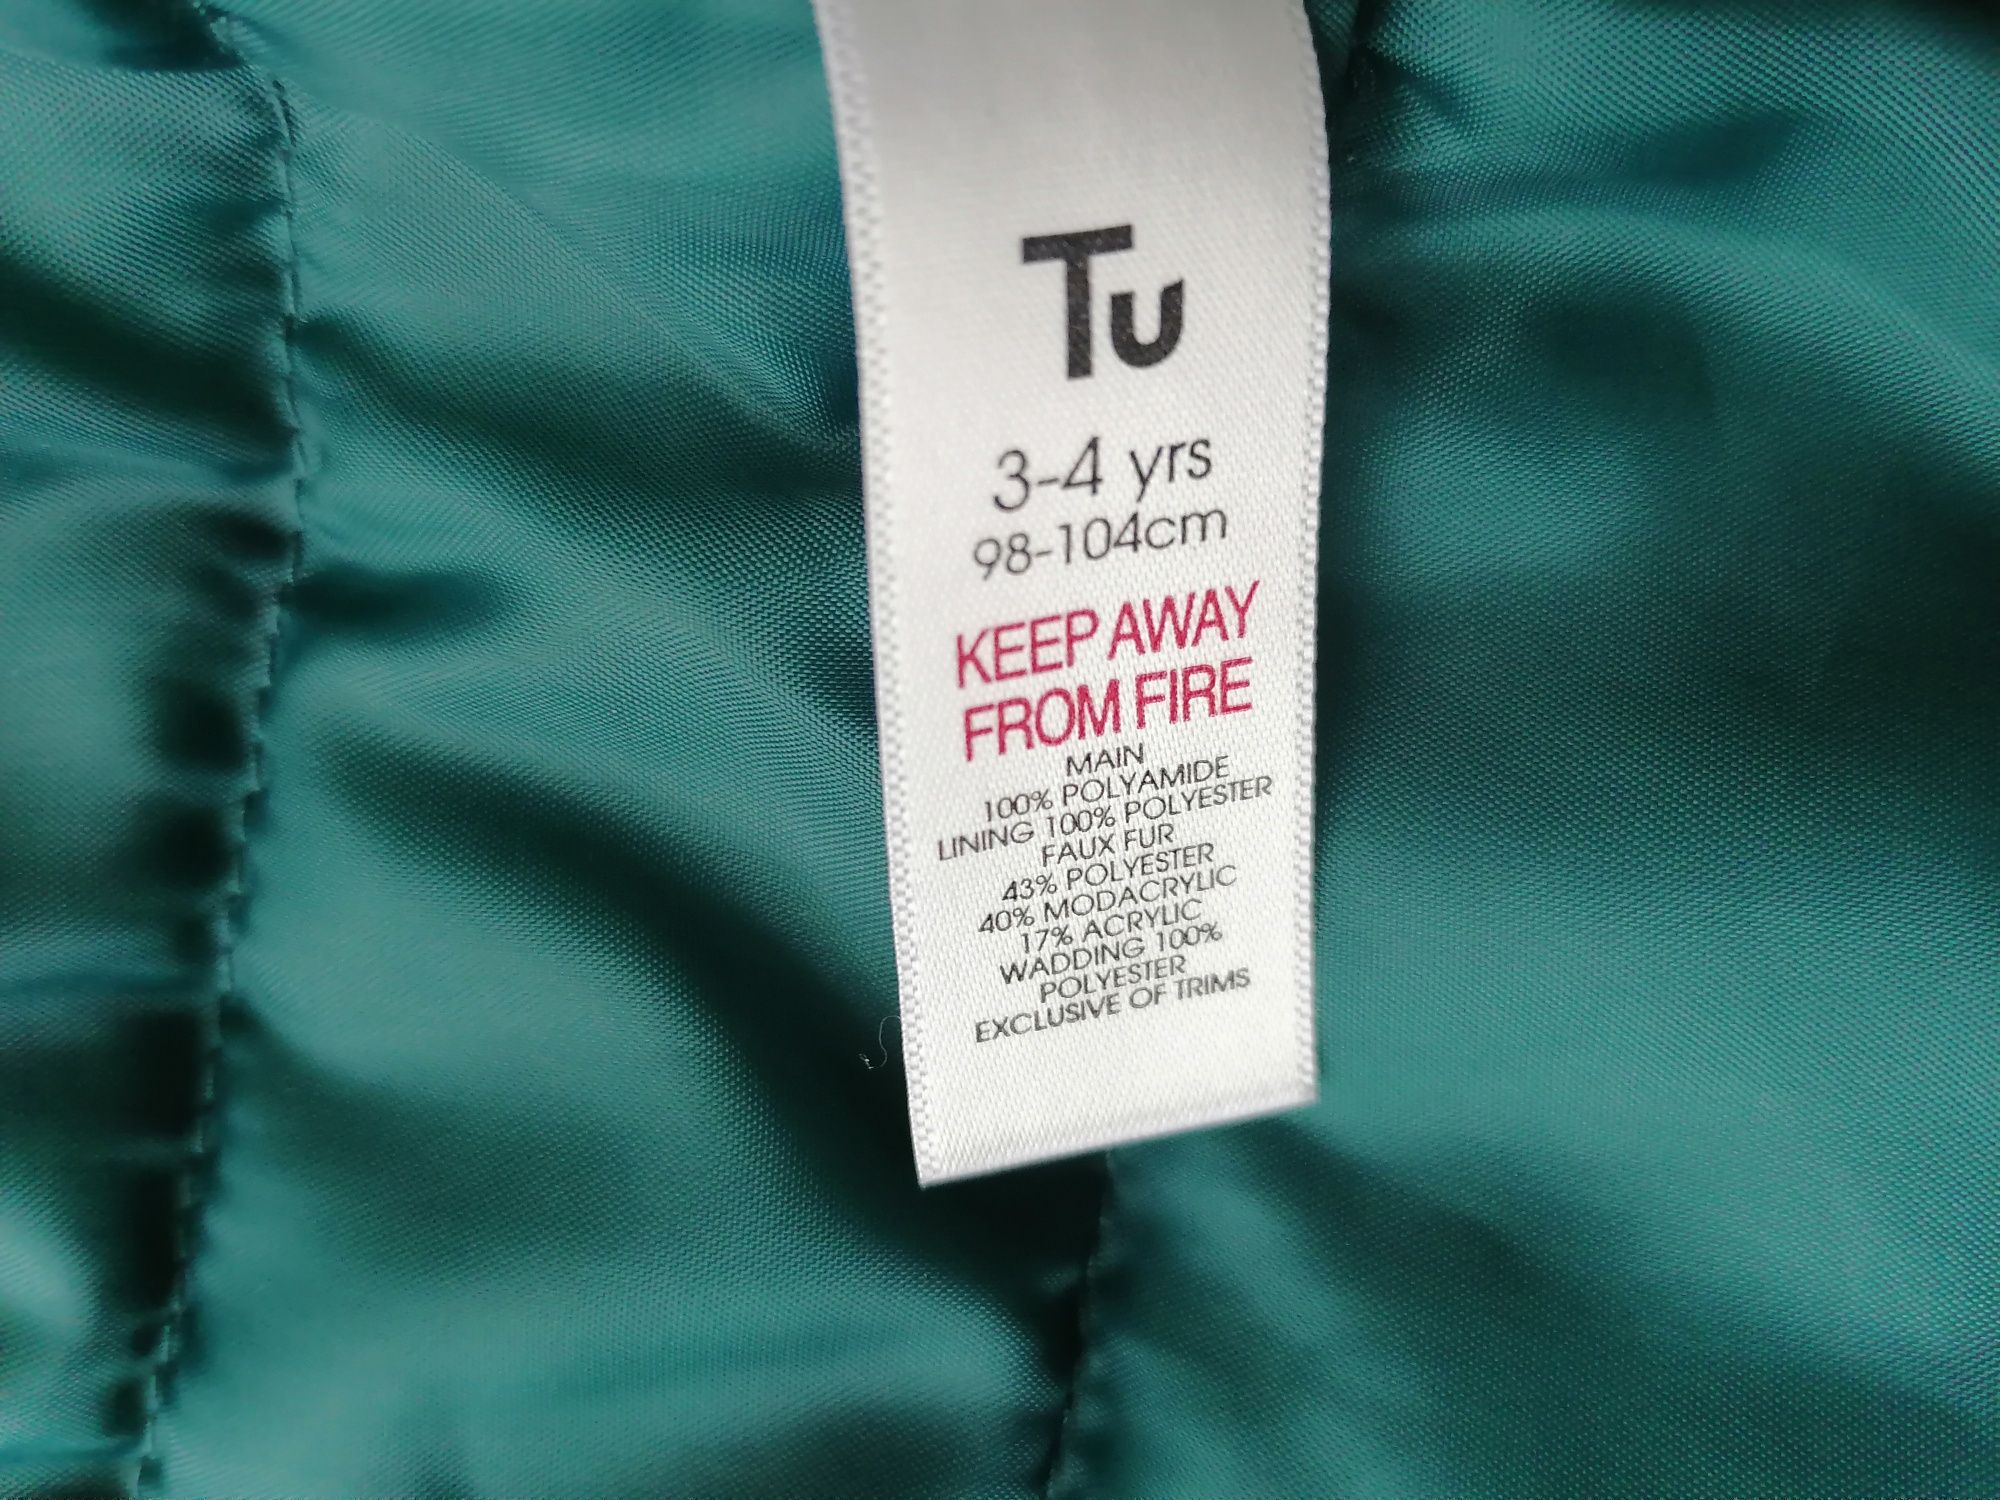 Tu
3-4 yrs
98-104cm
KEEP AWAY
FROM FIRE
MAIN
100% POLYAMIDE
LINING 100% POLYESTER
FAUX FUR
43% POLYESTER
40% MODACRYLIC
17% ACRYLIC
WADDING 100%
POLYESTER
EXCLUSIVE OF TRIMS